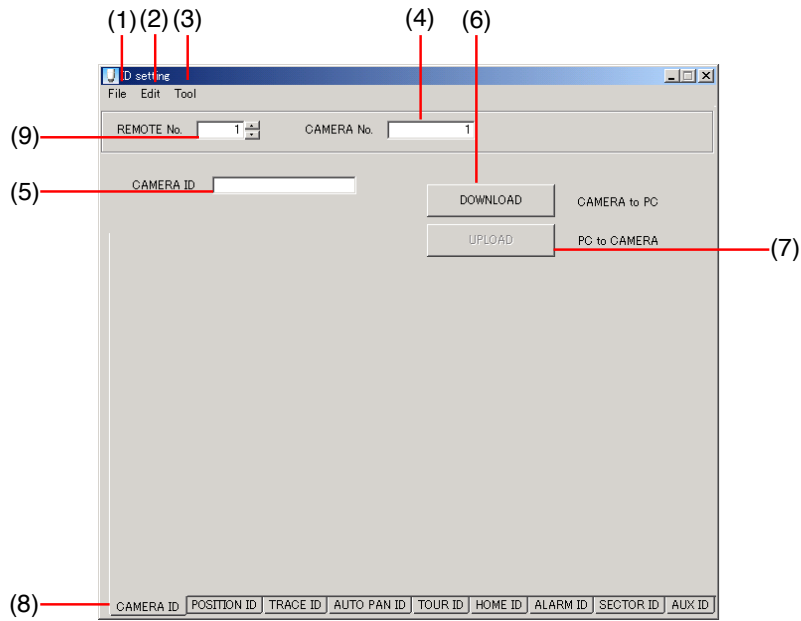 (1) (2) (3) (4) (6)
ID setting
File Edit Tool
(9) REMOTE No. 1 CAMERA No. 1
(5) CAMERA ID
DOWNLOAD CAMERA to PC
UPLOAD PC to CAMERA (7)
(8) CAMERA ID POSITION ID TRACE ID AUTO PAN ID TOUR ID HOME ID ALARM ID SECTOR ID AUX ID